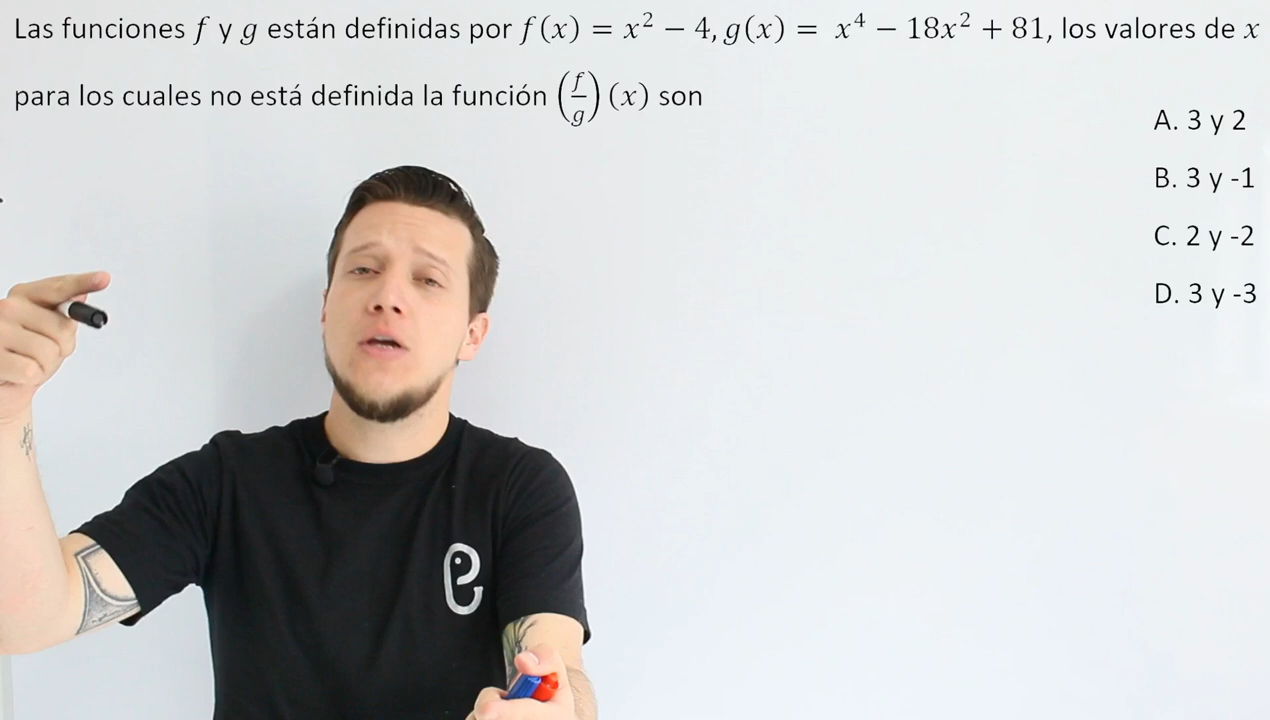 Las funciones f y g están definidas por f(x) = x² − 4, g(x) = x⁴ − 18x² + 81, los valores de x
para los cuales no está definida la función (f/g)(x) son
A. 3 y 2
B. 3 y -1
C. 2 y -2
D. 3 y -3
e